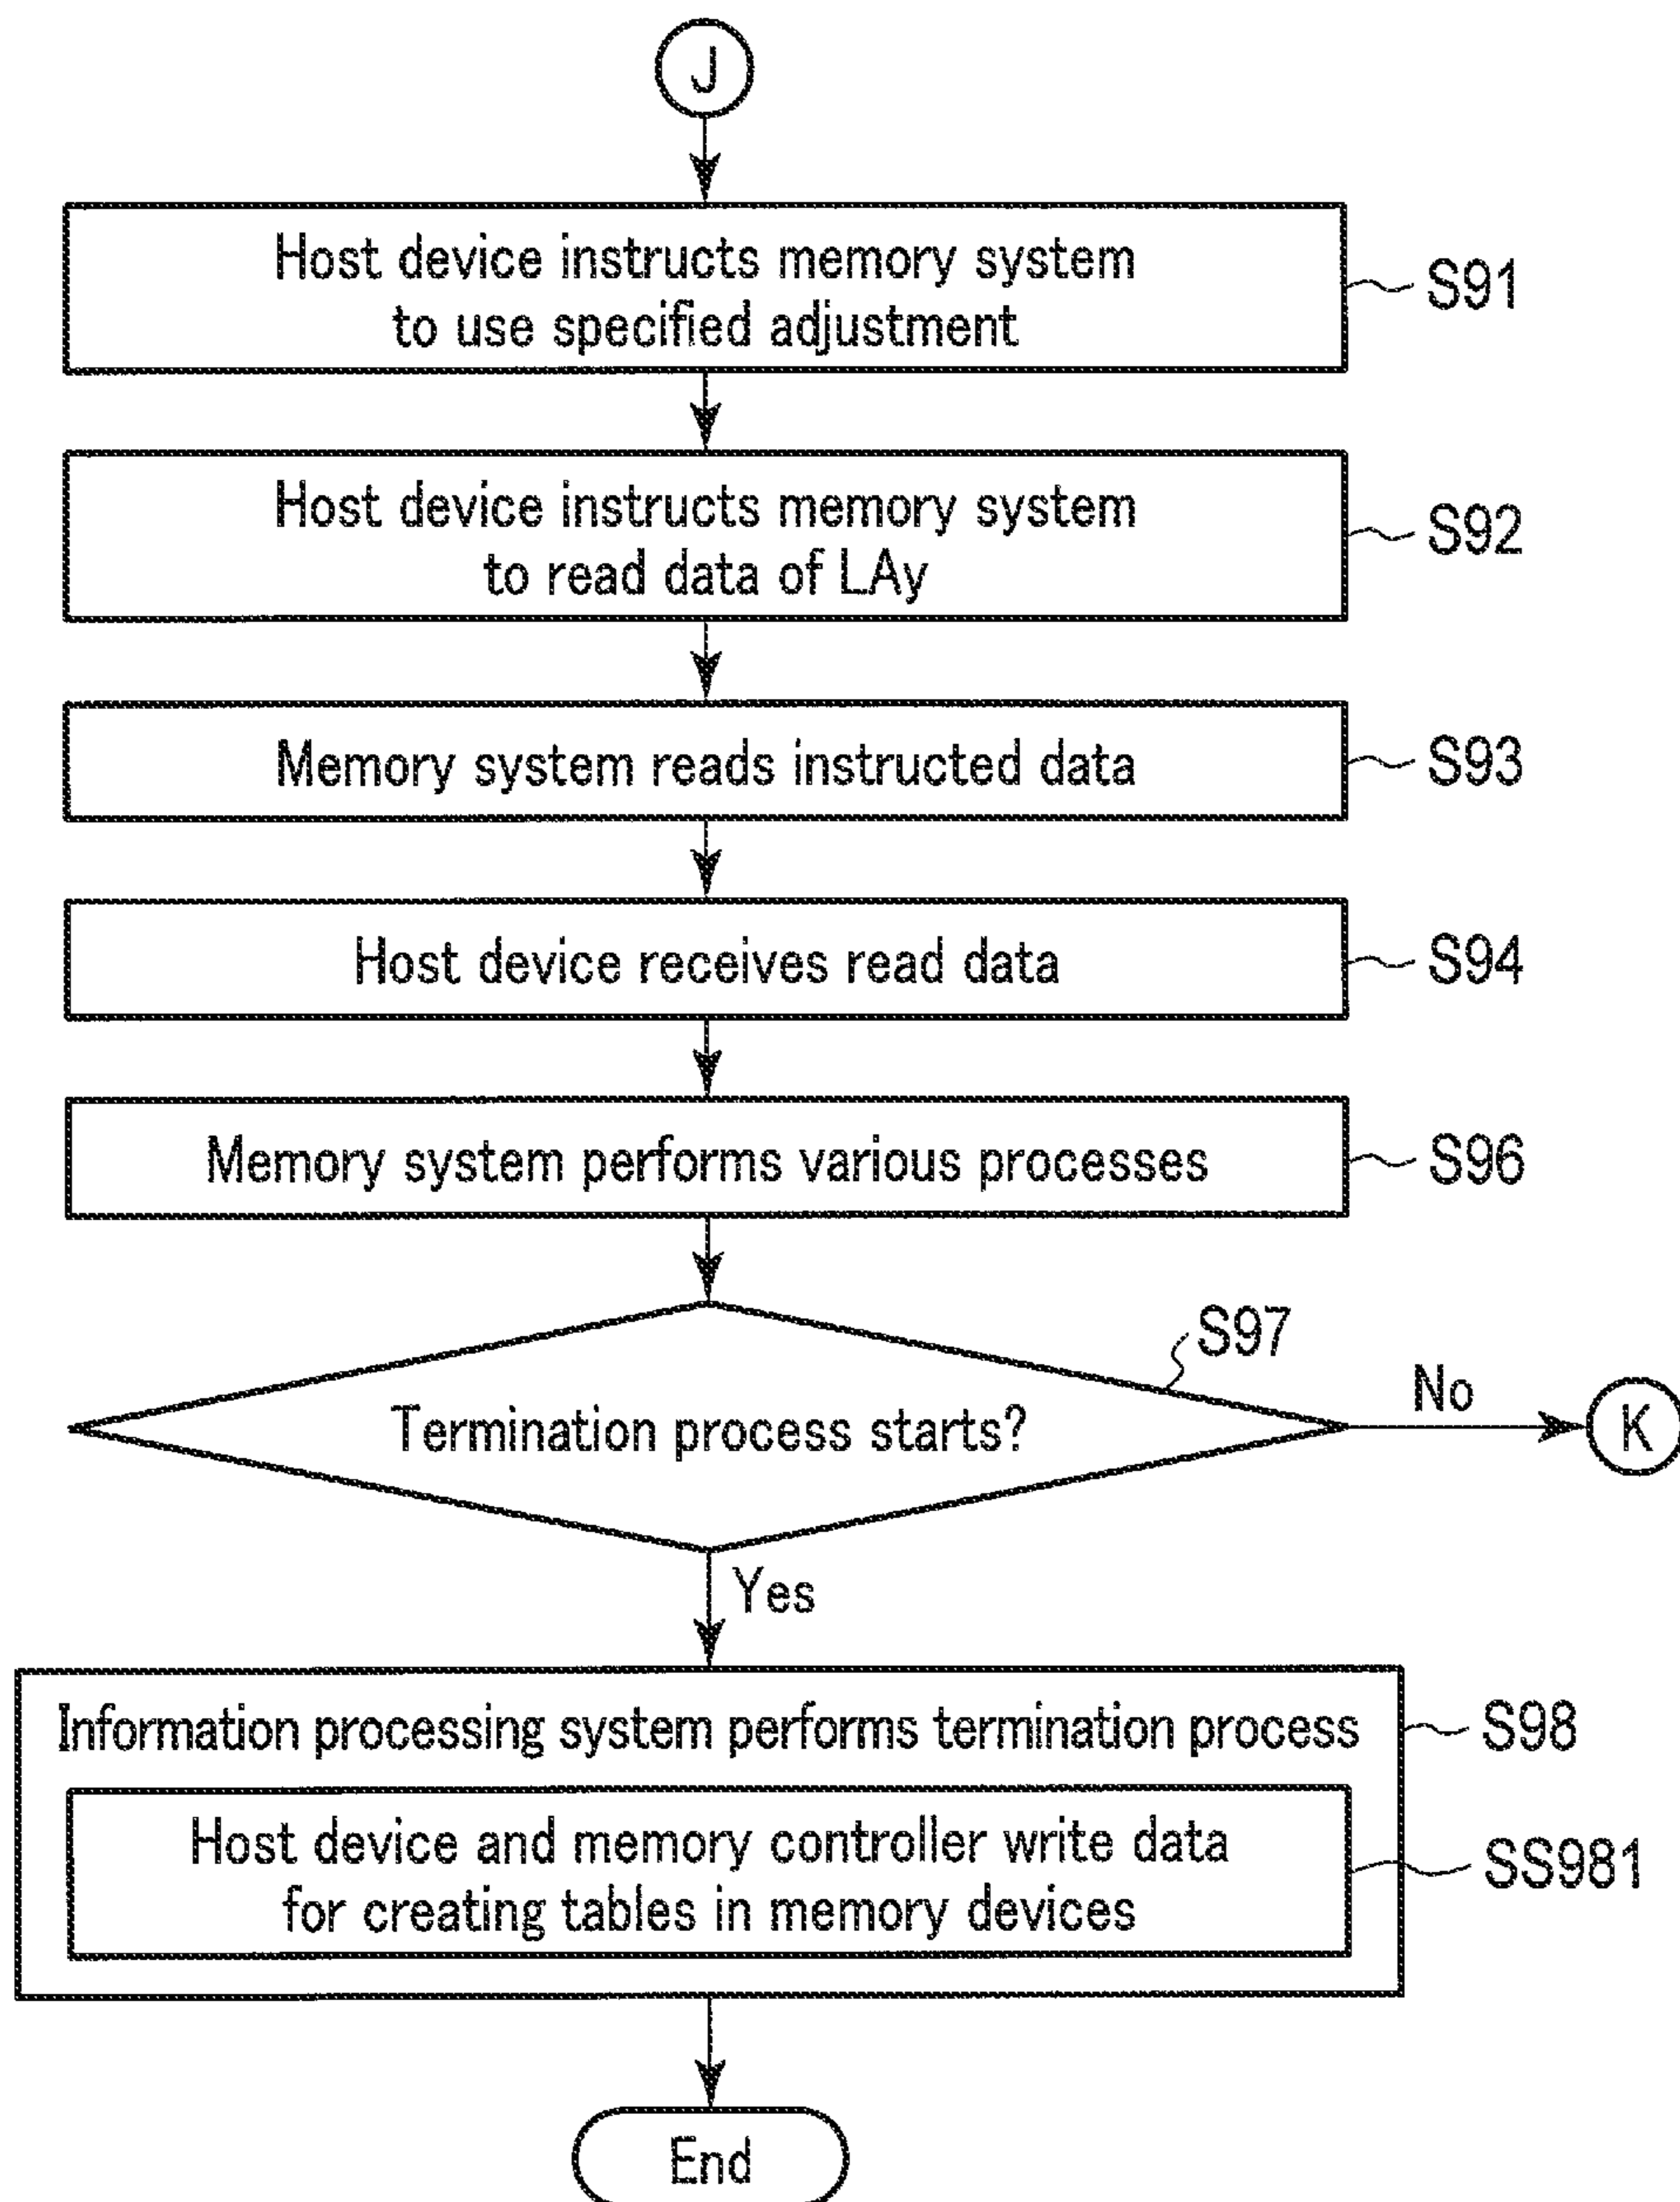 J
Host device instructs memory system
to use specified adjustment
S91
Host device instructs memory system
to read data of LAy
S92
Memory system reads instructed data
S93
Host device receives read data
S94
Memory system performs various processes
S96
S97
Termination process starts?
No
K
Yes
Information processing system performs termination process
S98
Host device and memory controller write data
for creating tables in memory devices
SS981
End